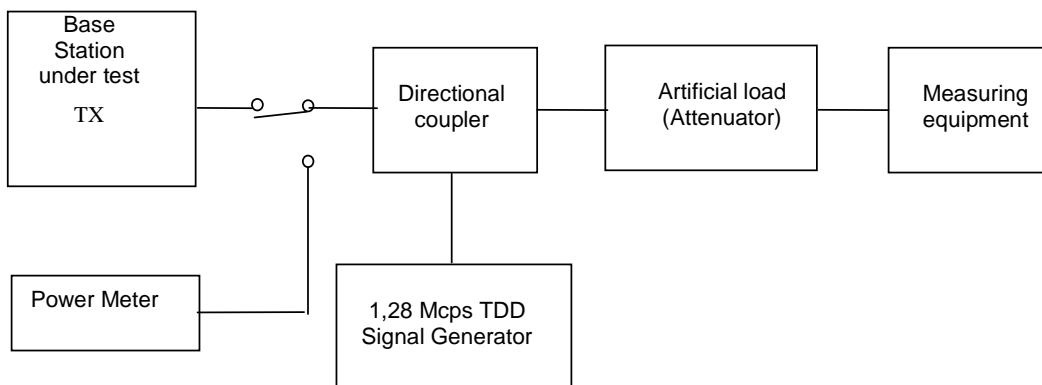 Base
Station
under test
TX
Directional
coupler
Artificial load
(Attenuator)
Measuring
equipment
Power Meter
1,28 Mcps TDD
Signal Generator